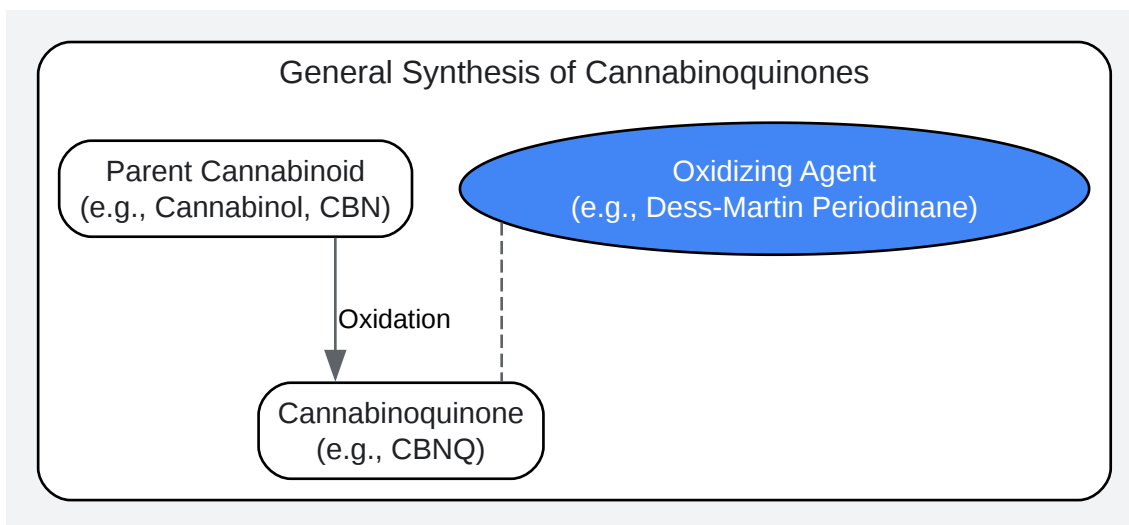 General Synthesis of Cannabinoquinones
Parent Cannabinoid
(e.g., Cannabinol, CBN)
Oxidizing Agent
(e.g., Dess-Martin Periodinane)
Oxidation
Cannabinoquinone
(e.g., CBNQ)